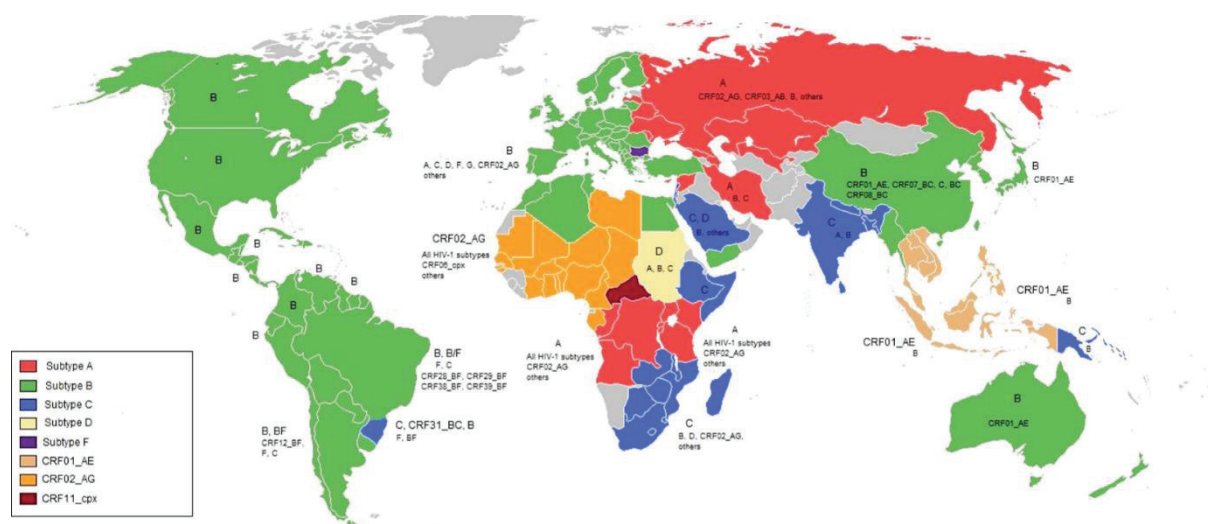 B
A
CRF02_AG, CRF03_AB, B, others
B
B
A, C, D, F, G, CRF02_AG
others
B
CRF01_AE, CRF07_BC, C, BC
CRF08_BC
B
CRF01_AE
A
B, C
B
B
B
B
B
CRF02_AG
All HIV-1 subtypes
CRF06_cpx
others
D
A, B, C
C, D
B, others
C
A, B
C
CRF01_AE
B
B
B
A
All HIV-1 subtypes
CRF02_AG
others
A
All HIV-1 subtypes
CRF02_AG
others
CRF01_AE
B
C
B
B, B/F
F, C
CRF28_BF, CRF29_BF
CRF38_BF, CRF39_BF
C, CRF31_BC, B
F, BF
B, BF
CRF12_BF,
F, C
C
B, D, CRF02_AG,
others
B
CRF01_AE
Subtype A
Subtype B
Subtype C
Subtype D
Subtype F
CRF01_AE
CRF02_AG
CRF11_cpx